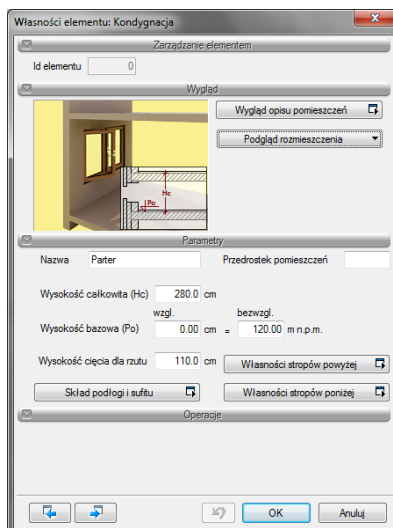 Własności elementu: Kondygnacja
Zarządzanie elementem
Id elementu 0
Wygląd
Wygląd opisu pomieszczeń
Podgląd rozmieszczenia
Hc
Po
Parametry
Nazwa Parter Przedrostek pomieszczeń
Wysokość całkowita (Hc) 280.0 cm
wzgl. bezwzgl.
Wysokość bazowa (Po) 0.00 cm = 120.00 m n.p.m.
Wysokość cięcia dla rzutu 110.0 cm Własności stropów powyżej
Skład podłogi i sufitu Własności stropów poniżej
Operacje
OK Anuluj